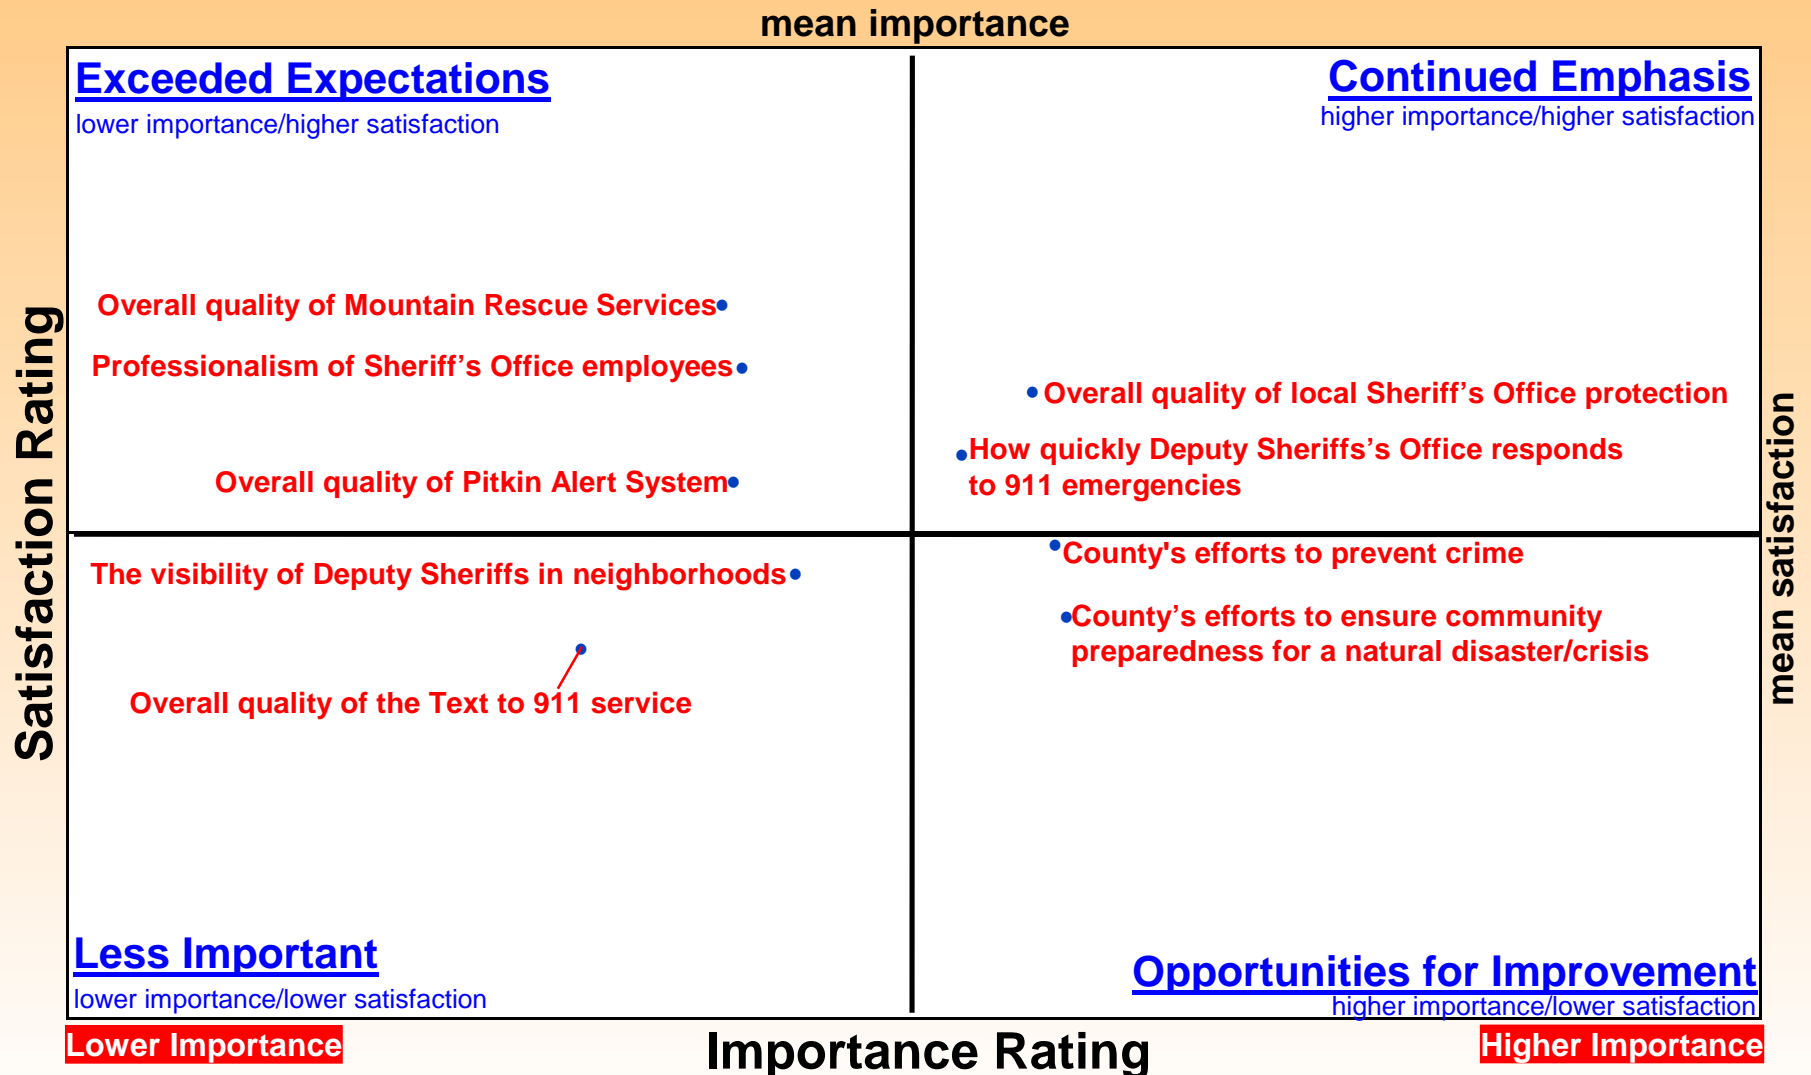 mean importance
Exceeded Expectations
lower importance/higher satisfaction
Continued Emphasis
higher importance/higher satisfaction
Overall quality of Mountain Rescue Services
Professionalism of Sheriff’s Office employees
Overall quality of Pitkin Alert System
Overall quality of local Sheriff’s Office protection
How quickly Deputy Sheriffs's Office responds
to 911 emergencies
The visibility of Deputy Sheriffs in neighborhoods
Overall quality of the Text to 911 service
County's efforts to prevent crime
County’s efforts to ensure community
preparedness for a natural disaster/crisis
Less Important
lower importance/lower satisfaction
Opportunities for Improvement
higher importance/lower satisfaction
Satisfaction Rating
mean satisfaction
Lower Importance
Importance Rating
Higher Importance